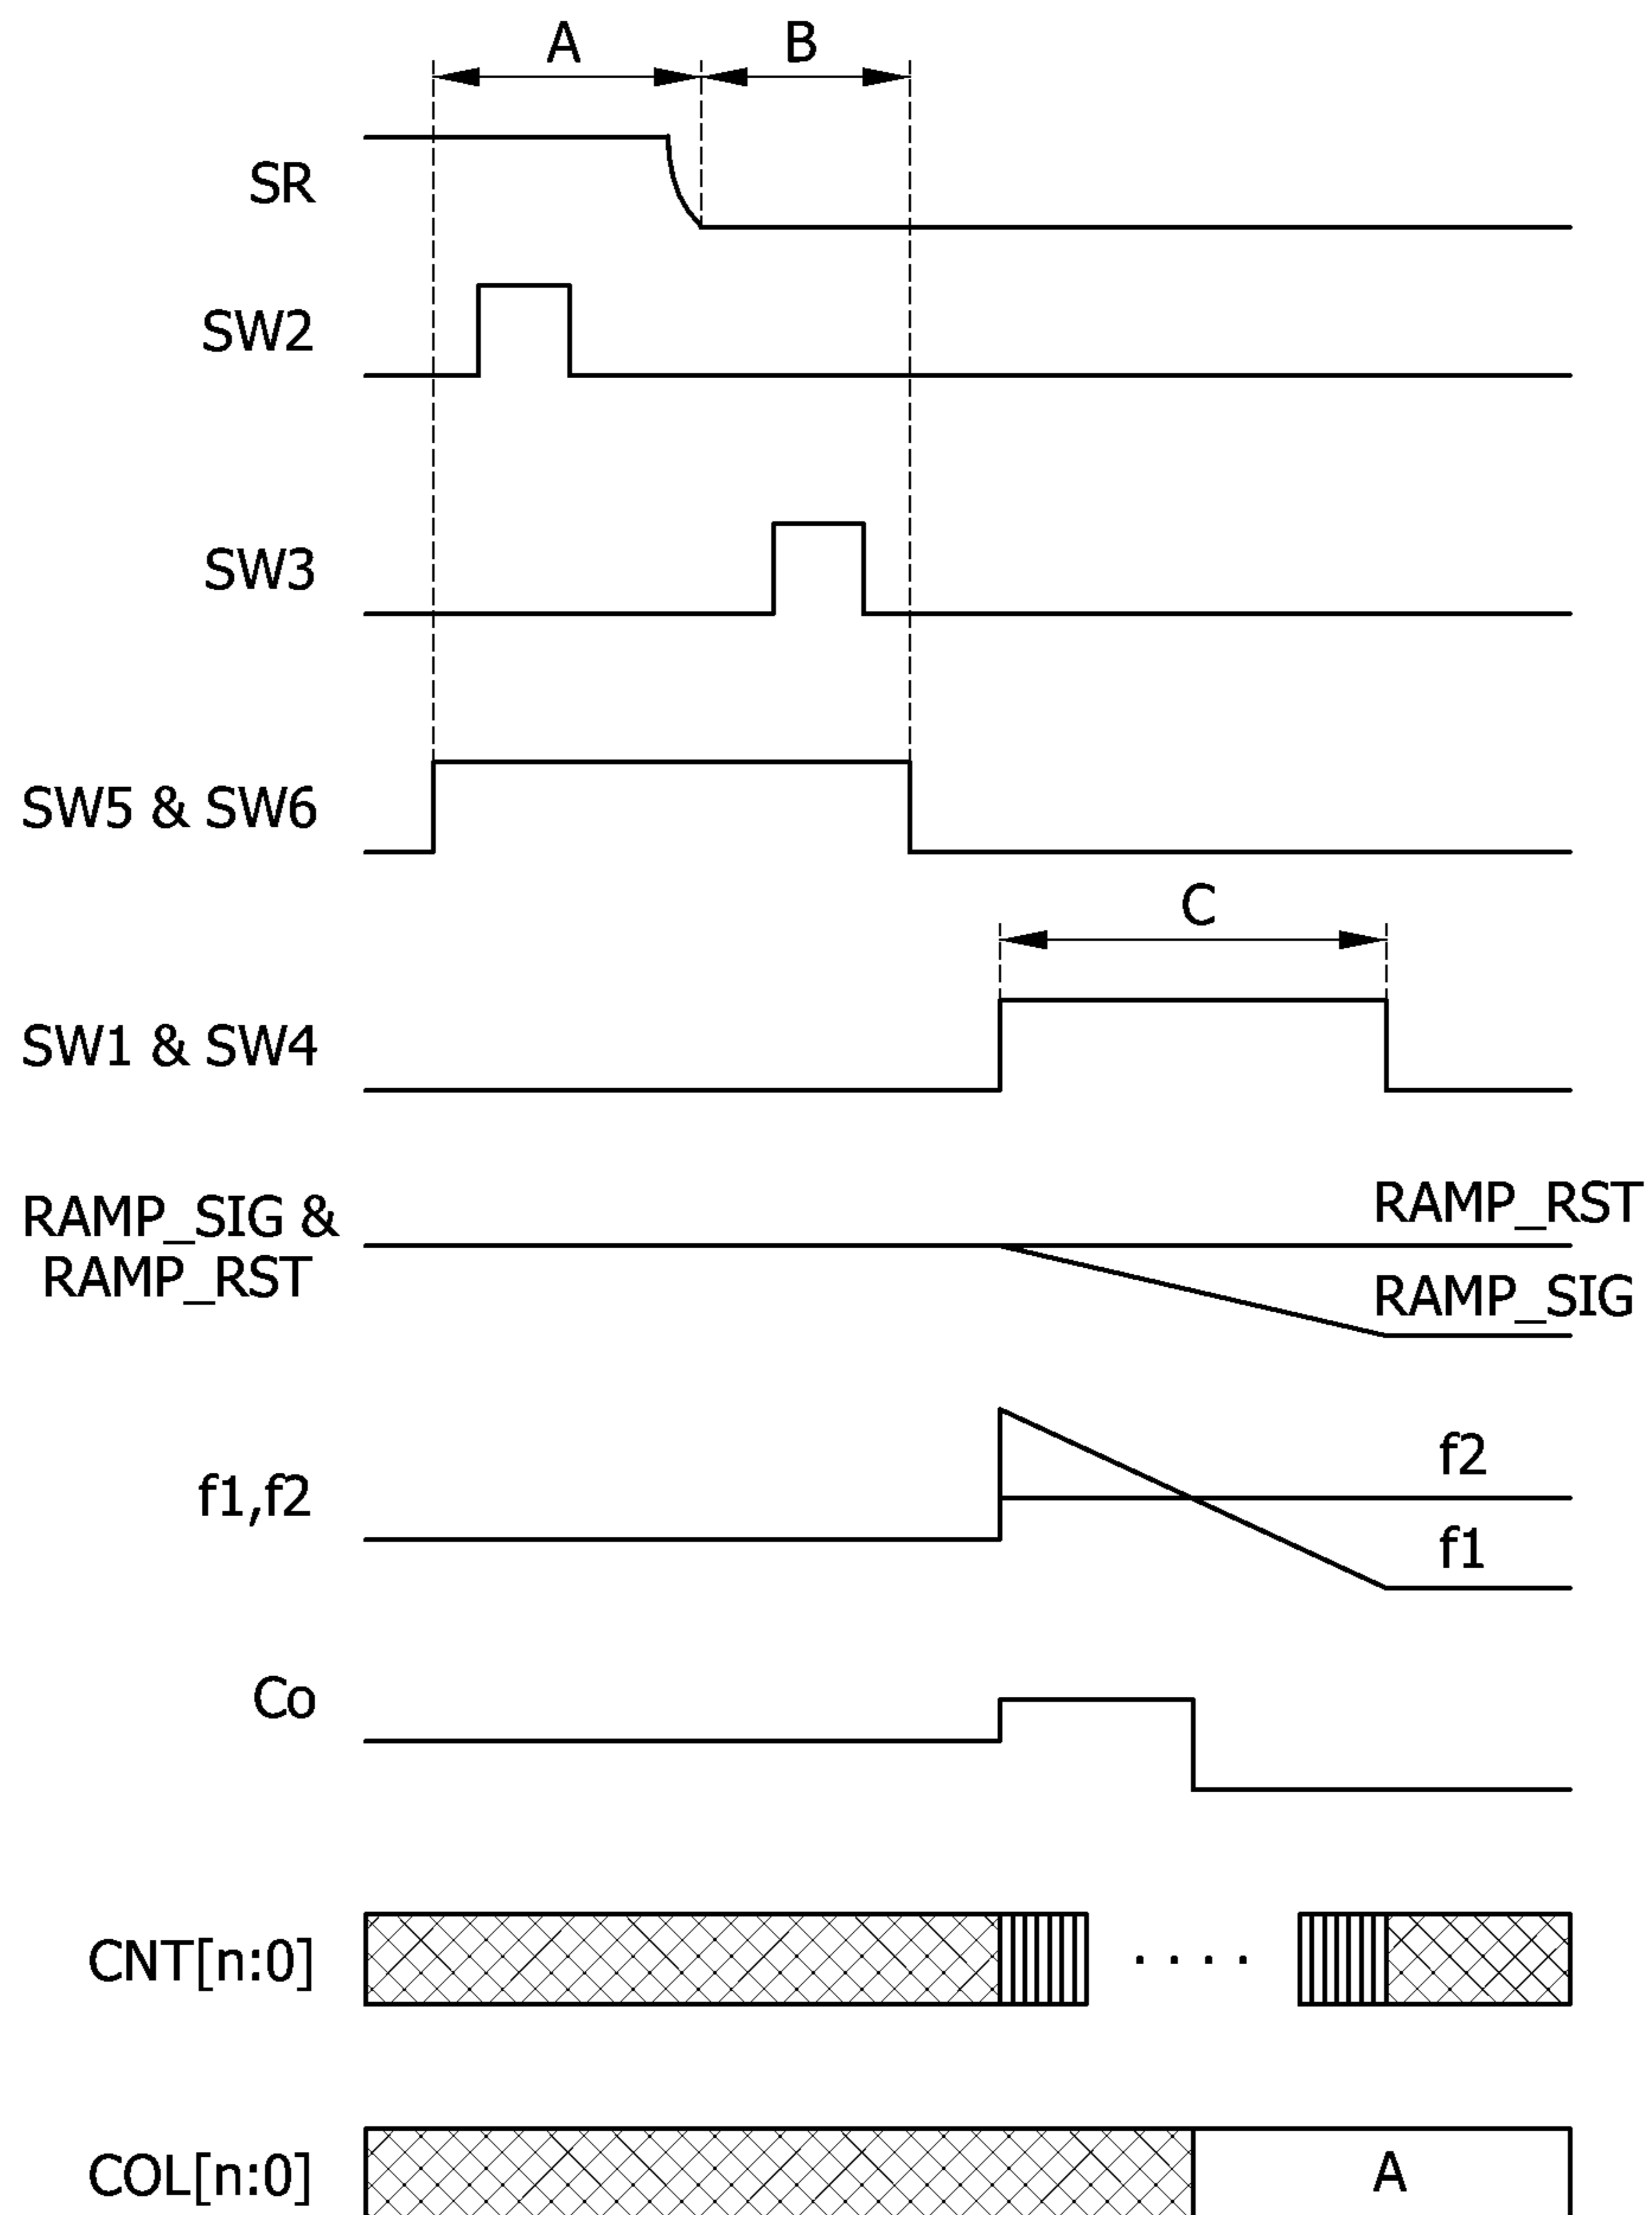 A
B
SR
SW2
SW3
SW5 & SW6
C
SW1 & SW4
RAMP_SIG &
RAMP_RST
RAMP_RST
RAMP_SIG
f1,f2
f2
f1
Co
CNT[n:0]
. . . .
COL[n:0]
A